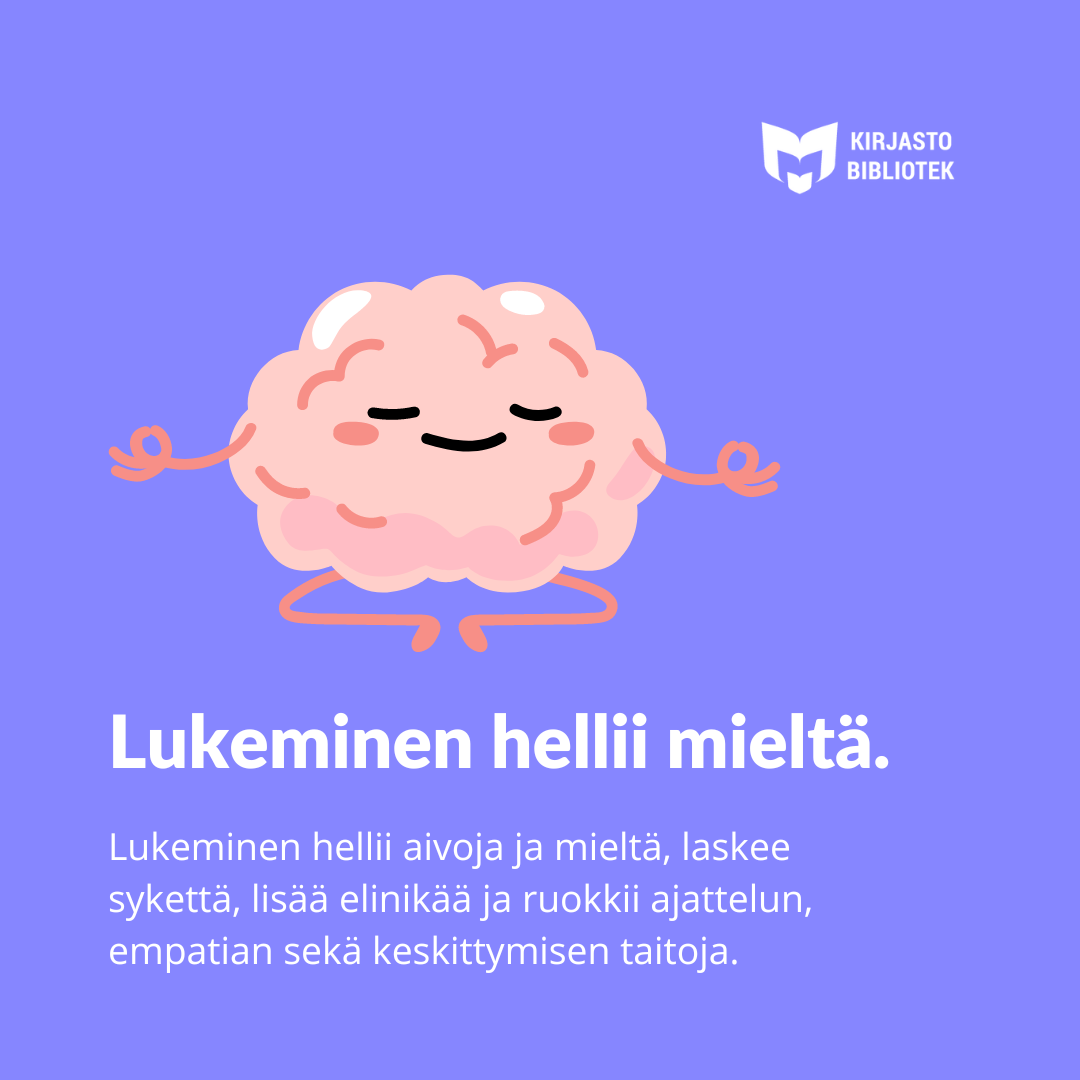 KIRJASTO
BIBLIOTEK
Lukeminen hellii mieltä.
Lukeminen hellii aivoja ja mieltä, laskee
sykettä, lisää elinikää ja ruokkii ajattelun,
empatian sekä keskittymisen taitoja.